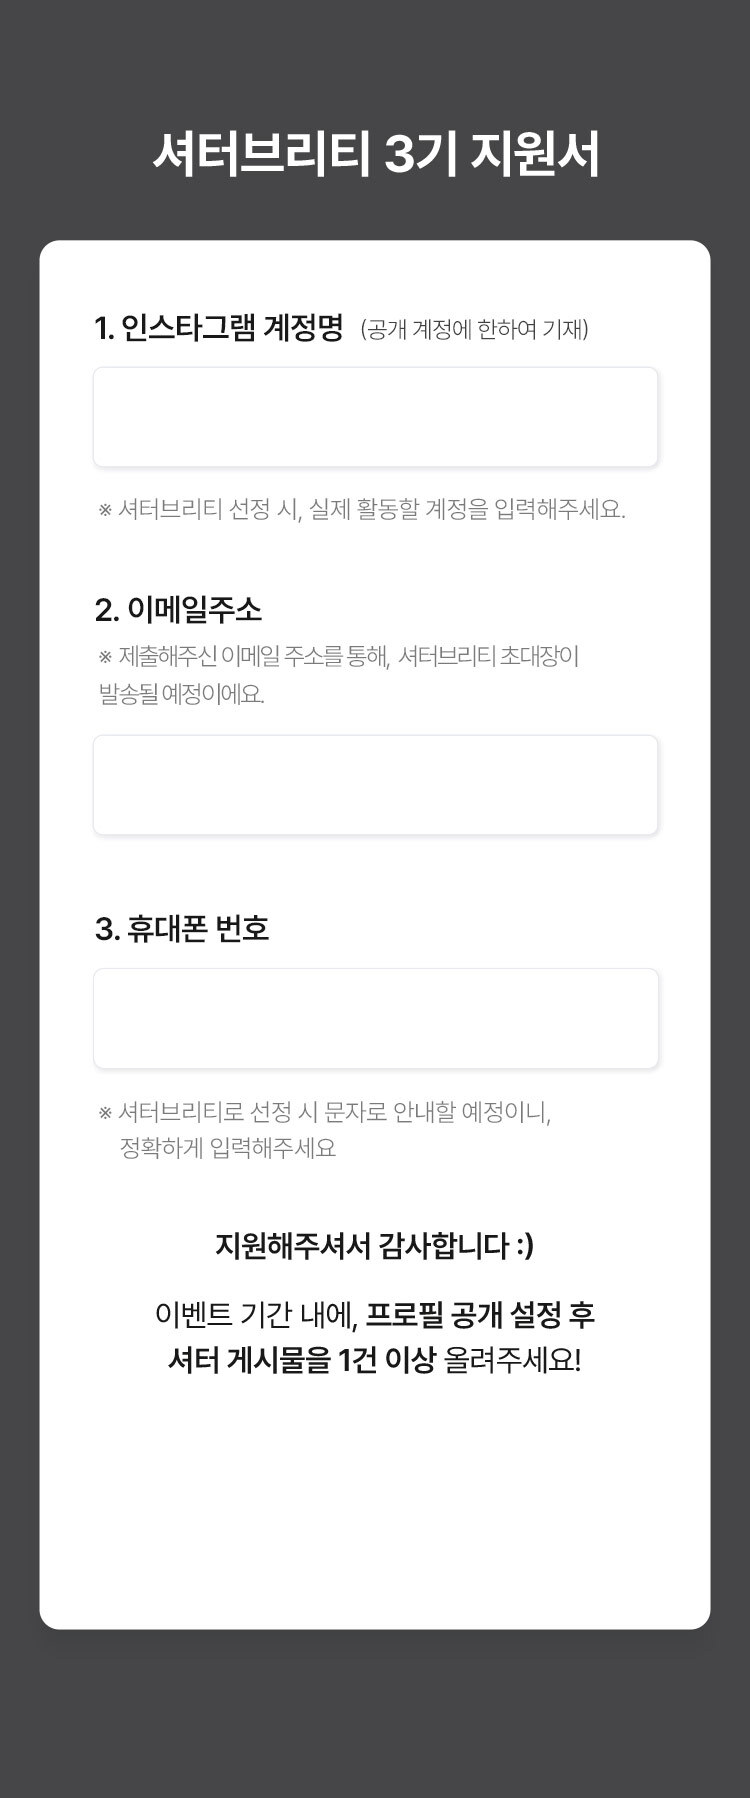 셔터브리티 3기 지원서
1. 인스타그램 계정명 (공개 계정에 한하여 기재)
※ 셔터브리티 선정 시, 실제 활동할 계정을 입력해주세요.
2. 이메일주소
※ 제출해주신 이메일 주소를 통해, 셔터브리티 초대장이
발송될 예정이에요.
3. 휴대폰 번호
※ 셔터브리티로 선정 시 문자로 안내할 예정이니,
정확하게 입력해주세요
지원해주셔서 감사합니다 :)
이벤트 기간 내에, 프로필 공개 설정 후
셔터 게시물을 1건 이상 올려주세요!